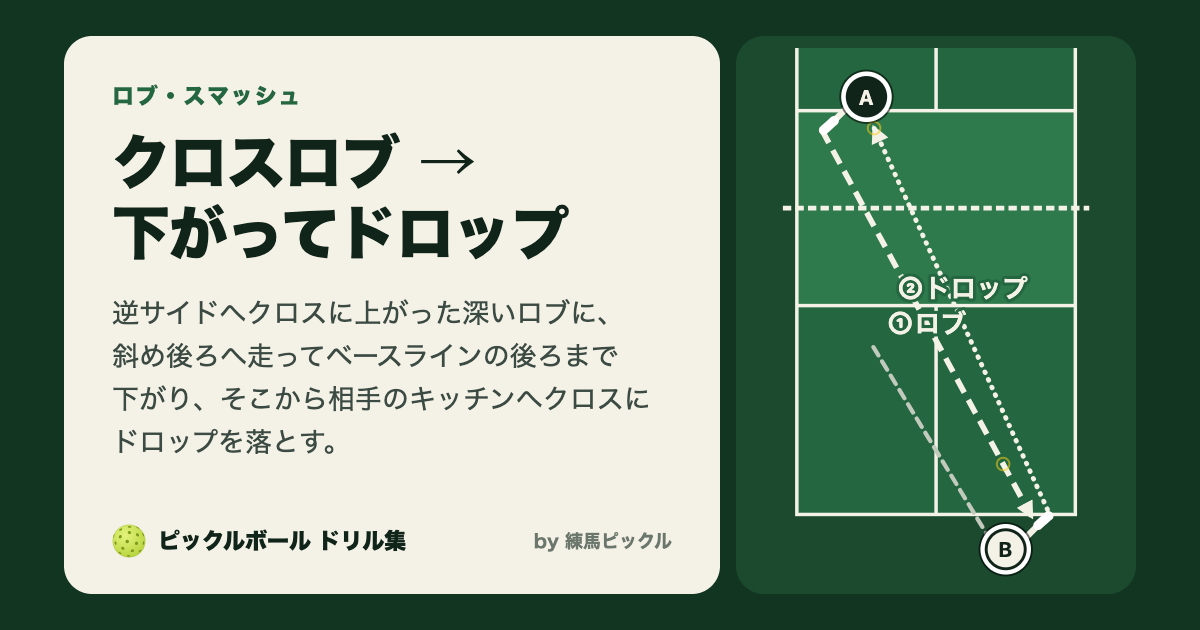 ロブ・スマッシュ
クロスロブ →
下がってドロップ
逆サイドへクロスに上がった深いロブに、
斜め後ろへ走ってベースラインの後ろまで
下がり、そこから相手のキッチンへクロスに
ドロップを落とす。
ピックルボール ドリル集
by 練馬ピックル
A
②ドロップ
①ロブ
B